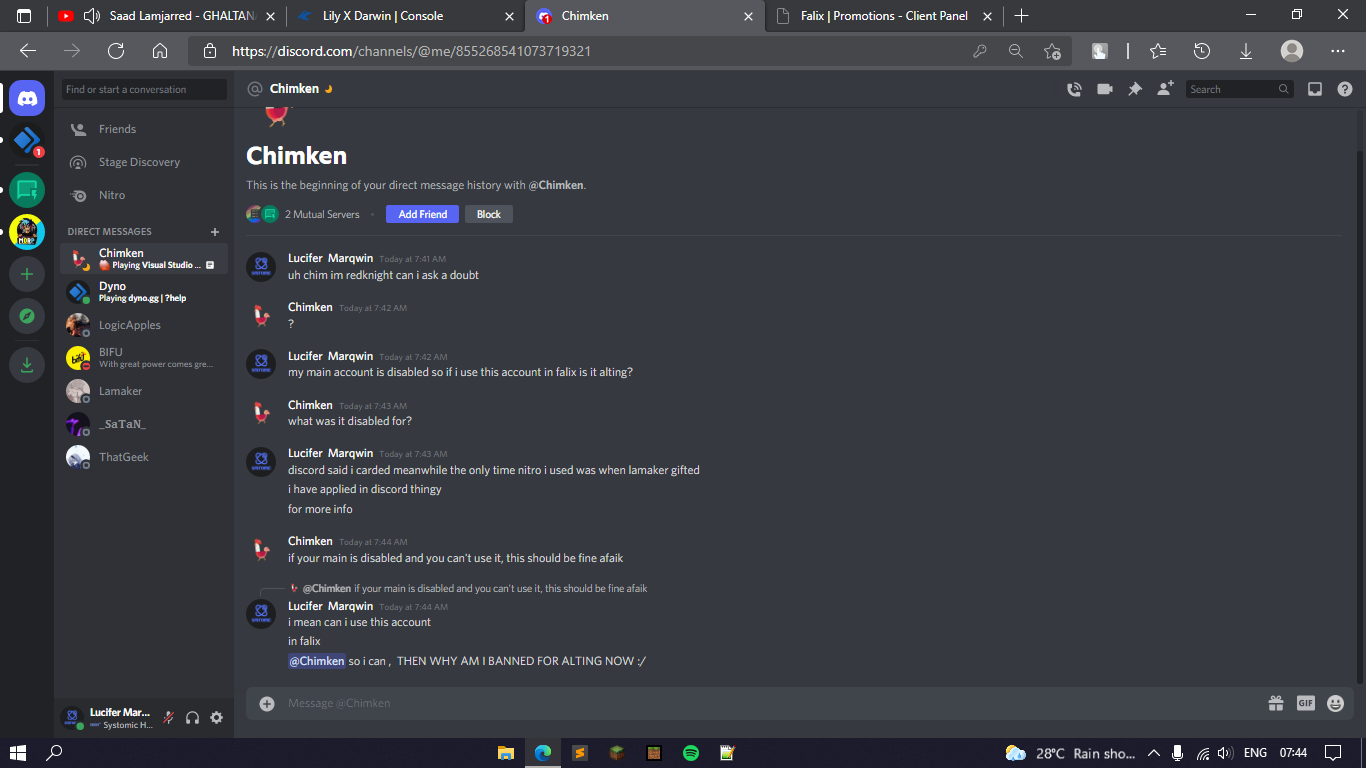 Saad Lamjarred - GHALTANA
Lily X Darwin | Console
Chimken
Falix | Promotions - Client Panel
https://discord.com/channels/@me/855268541073719321
Find or start a conversation
@ Chimken
Search
Friends
Stage Discovery
Nitro
DIRECT MESSAGES
Chimken
Playing Visual Studio ...
Dyno
Playing dyno.gg | ?help
LogicApples
BIFU
With great power comes gre...
Lamaker
_SaTaN_
ThatGeek
Chimken
This is the beginning of your direct message history with @Chimken.
2 Mutual Servers
Add Friend
Block
Lucifer Marqwin Today at 7:41 AM
uh chim im redknight can i ask a doubt
Chimken Today at 7:42 AM
?
Lucifer Marqwin Today at 7:42 AM
my main account is disabled so if i use this account in falix is it alting?
Chimken Today at 7:43 AM
what was it disabled for?
Lucifer Marqwin Today at 7:43 AM
discord said i carded meanwhile the only time nitro i used was when lamaker gifted
i have applied in discord thingy
for more info
Chimken Today at 7:44 AM
if your main is disabled and you can't use it, this should be fine afaik
@Chimken if your main is disabled and you can't use it, this should be fine afaik
Lucifer Marqwin Today at 7:44 AM
i mean can i use this account
in falix
@Chimken so i can , THEN WHY AM I BANNED FOR ALTING NOW :/
Message @Chimken
GIF
Lucifer Mar...
Systomic H...
28°C Rain sho...
ENG
07:44